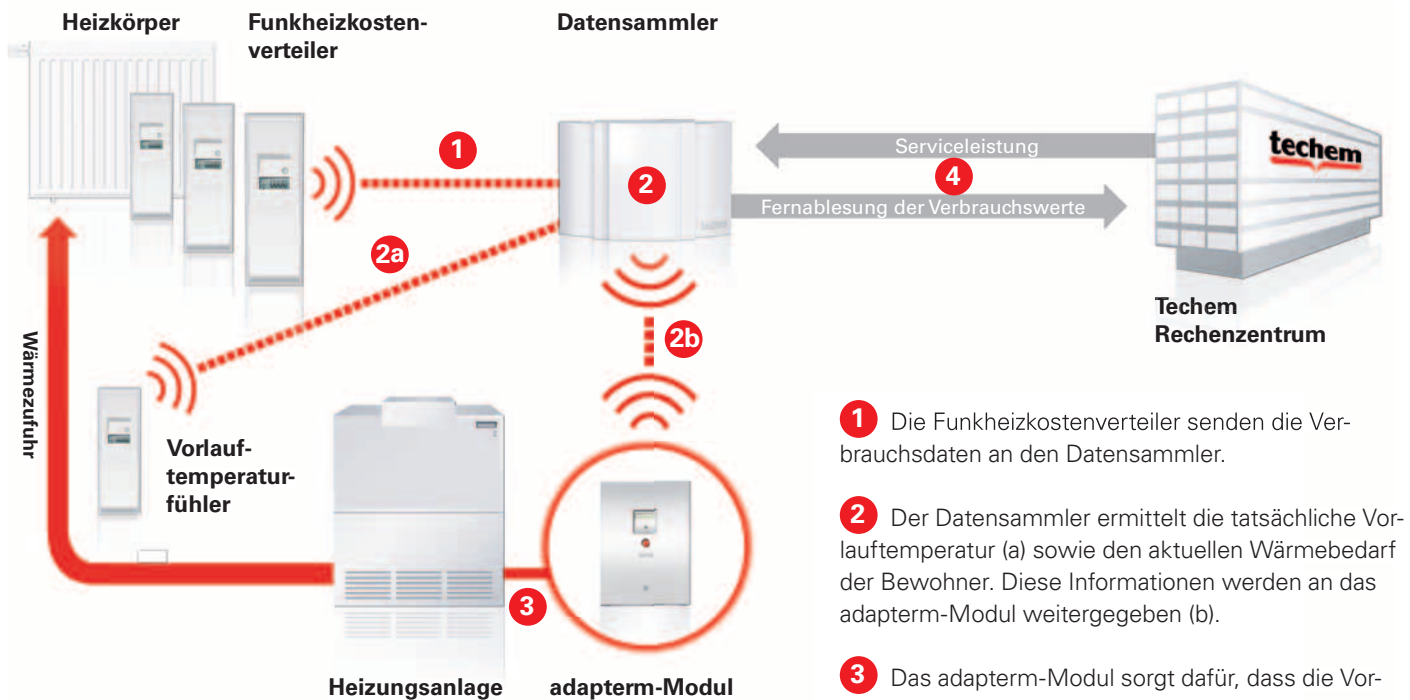 Heizkörper
Funkheizkosten-
verteiler
Datensammler
1
2
Serviceleistung
4
Fernablesung der Verbrauchswerte
techem
2a
Techem
Rechenzentrum
2b
Wärmezufuhr
Vorlauf-
temperatur-
fühler
3
Heizungsanlage
adapterm-Modul
1 Die Funkheizkostenverteiler senden die Ver-
brauchsdaten an den Datensammler.
2 Der Datensammler ermittelt die tatsächliche Vor-
lauftemperatur (a) sowie den aktuellen Wärmebedarf
der Bewohner. Diese Informationen werden an das
adapterm-Modul weitergegeben (b).
3 Das adapterm-Modul sorgt dafür, dass die Vor-